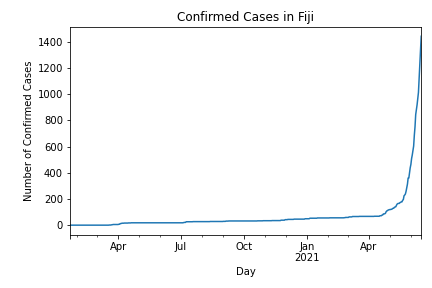 Confirmed Cases in Fiji
Number of Confirmed Cases
1400
1200
1000
800
600
400
200
0
Apr Jul Oct Jan Apr
2021
Day